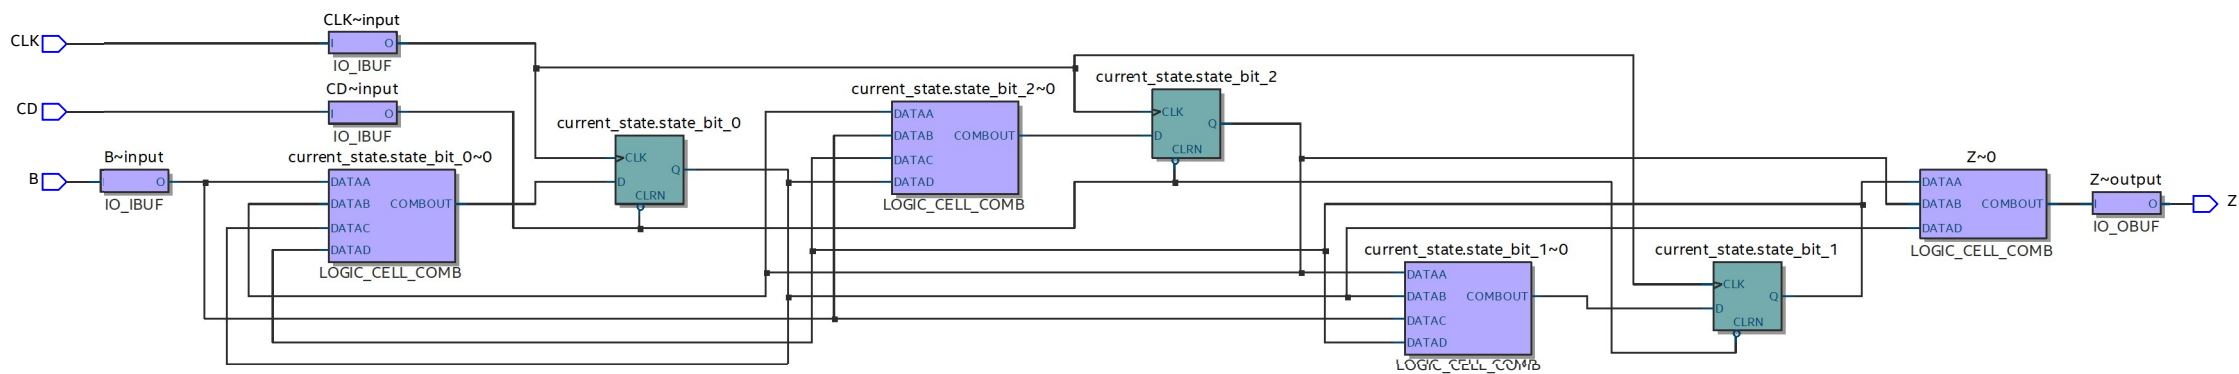 CLK
CLK~input
I O
IO_IBUF
CD
CD~input
I O
IO_IBUF
B
B~input
I O
IO_IBUF
current_state.state_bit_0~0
DATAA
DATAB COMBOUT
DATAC
DATAD
LOGIC_CELL_COMB
current_state.state_bit_0
CLK
Q
D
CLRN
current_state.state_bit_2~0
DATAA
DATAB COMBOUT
DATAC
DATAD
LOGIC_CELL_COMB
current_state.state_bit_2
CLK
Q
D
CLRN
current_state.state_bit_1~0
DATAA
DATAB COMBOUT
DATAC
DATAD
LOGIC_CELL_COMB
current_state.state_bit_1
CLK
Q
D
CLRN
Z~0
DATAA
DATAB COMBOUT
DATAD
LOGIC_CELL_COMB
Z~output
I O
IO_OBUF
Z